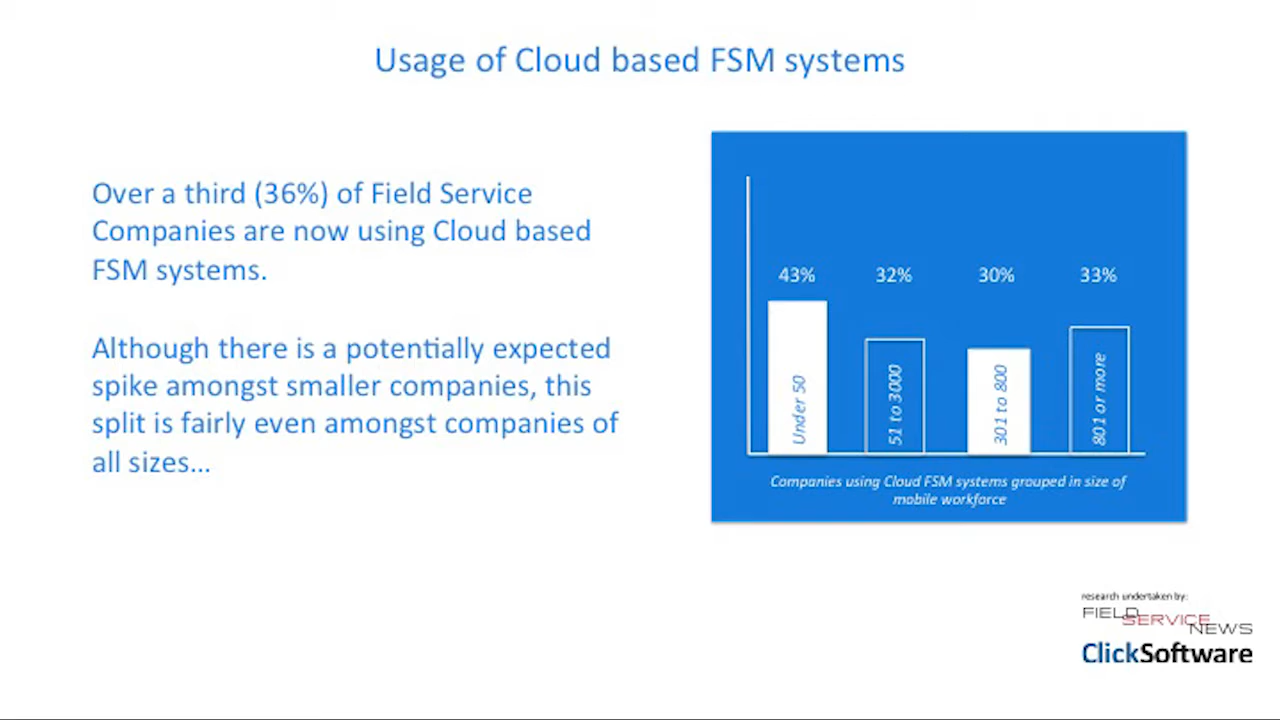 Usage of Cloud based FSM systems
Over a third (36%) of Field Service
Companies are now using Cloud based
FSM systems.
Although there is a potentially expected
spike amongst smaller companies, this
split is fairly even amongst companies of
all sizes...
43%
32%
30%
33%
Under 50
51 to 3000
301 to 800
801 or more
Companies using Cloud FSM systems grouped in size of
mobile workforce
research undertaken by:
FIELD
SERVICE
NEWS
ClickSoftware